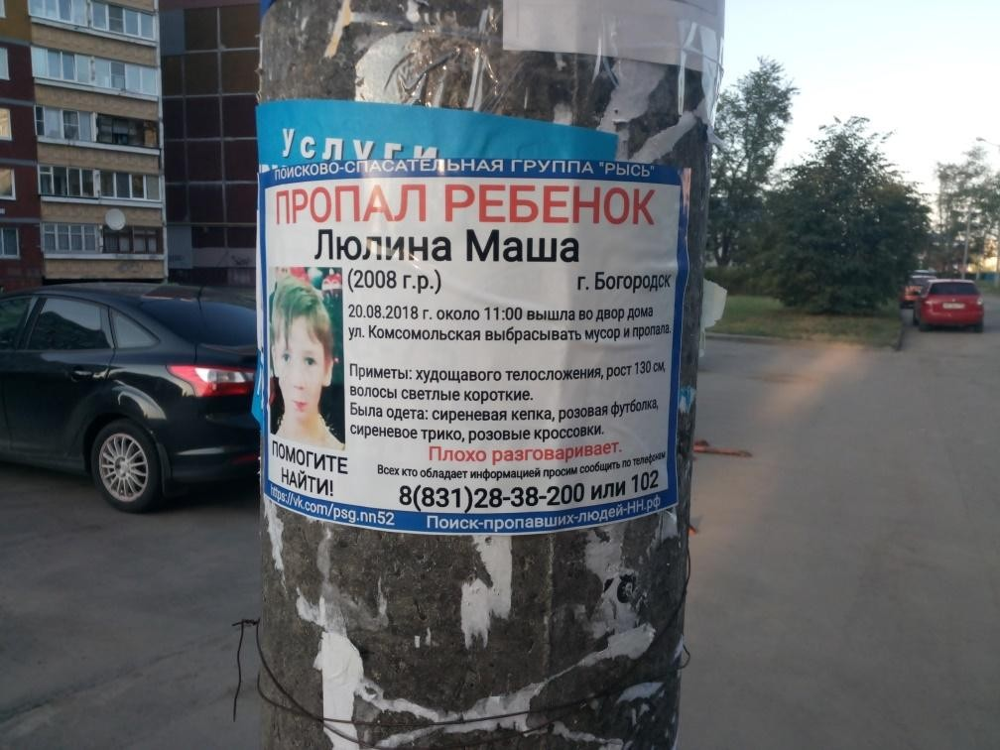 Услуги
ПОИСКОВО-СПАСАТЕЛЬНАЯ ГРУППА "РЫСЬ"
ПРОПАЛ РЕБЕНОК
Люлина Маша
(2008 г.р.) г. Богородск
20.08.2018 г. около 11:00 вышла во двор дома
ул. Комсомольская выбрасывать мусор и пропала.
Приметы: худощавого телосложения, рост 130 см,
волосы светлые короткие.
Была одета: сиреневая кепка, розовая футболка,
сиреневое трико, розовые кроссовки.
Плохо разговаривает.
Всех кто обладает информацией просим сообщить по телефонам
ПОМОГИТЕ
НАЙТИ!
8(831)28-38-200 или 102
https://vk.com/psg.nn52 Поиск-пропавших-людей-НН.рф